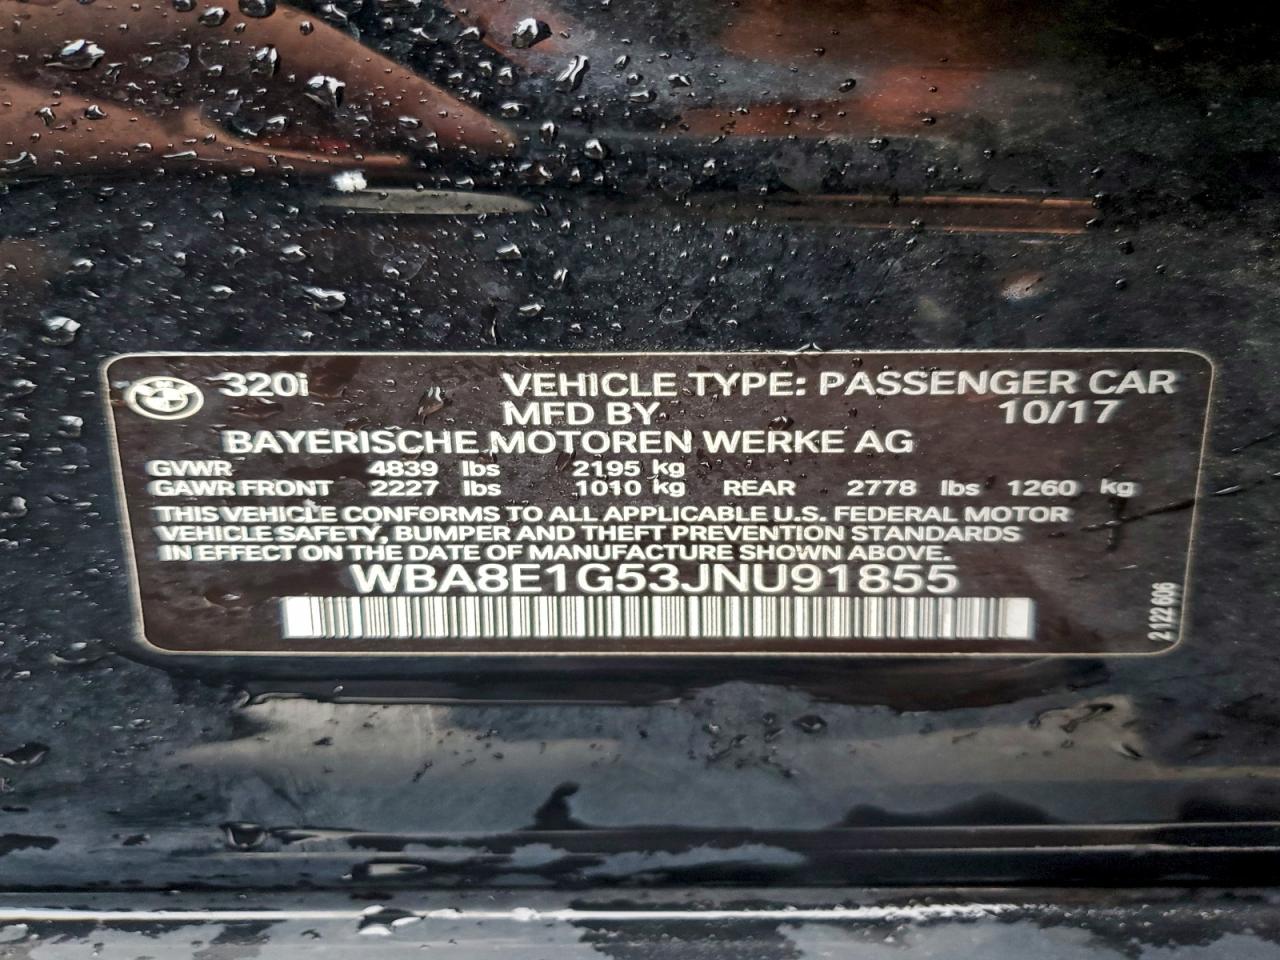 320i VEHICLE TYPE: PASSENGER CAR
MFD BY 10/17
BAYERISCHE MOTOREN WERKE AG
GVWR 4839 lbs 2195 kg
GAWR FRONT 2227 lbs 1010 kg REAR 2778 lbs 1260 kg
THIS VEHICLE CONFORMS TO ALL APPLICABLE U.S. FEDERAL MOTOR
VEHICLE SAFETY, BUMPER AND THEFT PREVENTION STANDARDS
IN EFFECT ON THE DATE OF MANUFACTURE SHOWN ABOVE.
WBA8E1G53JNU91855
2122 606